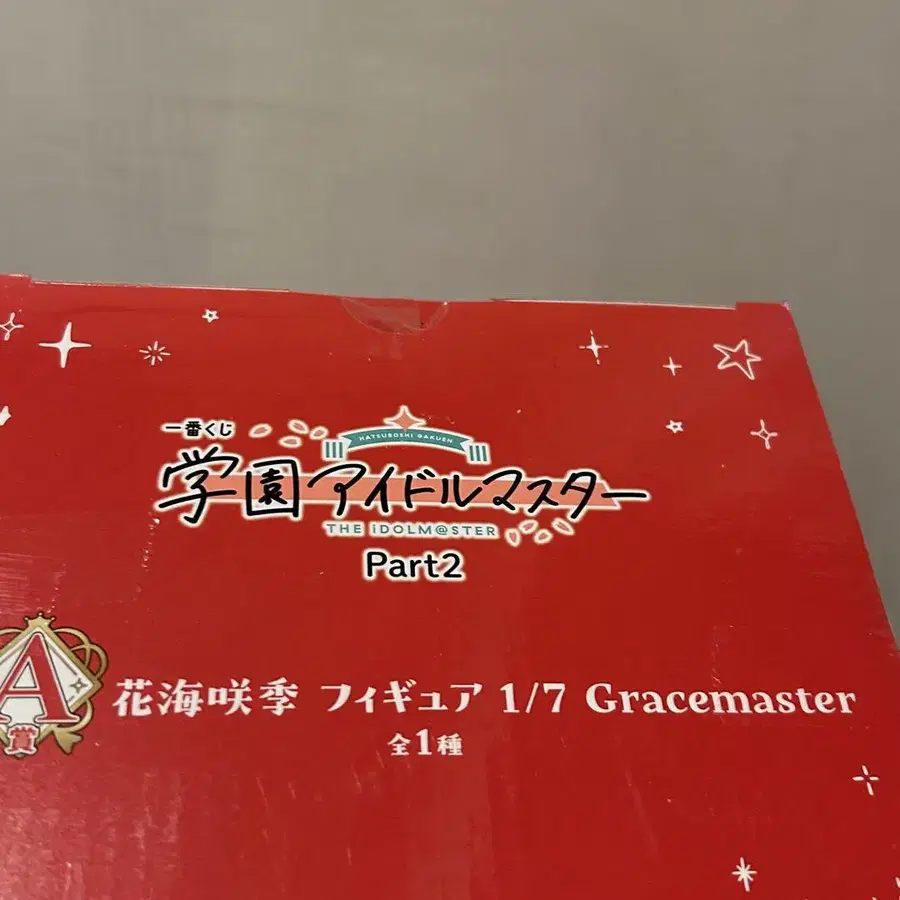 一番くじ
HATSUBOSHI GAKUEN
学園アイドルマスター
THE iDOLM@STER
Part2
A賞
花海咲季 フィギュア 1/7 Gracemaster
全1種